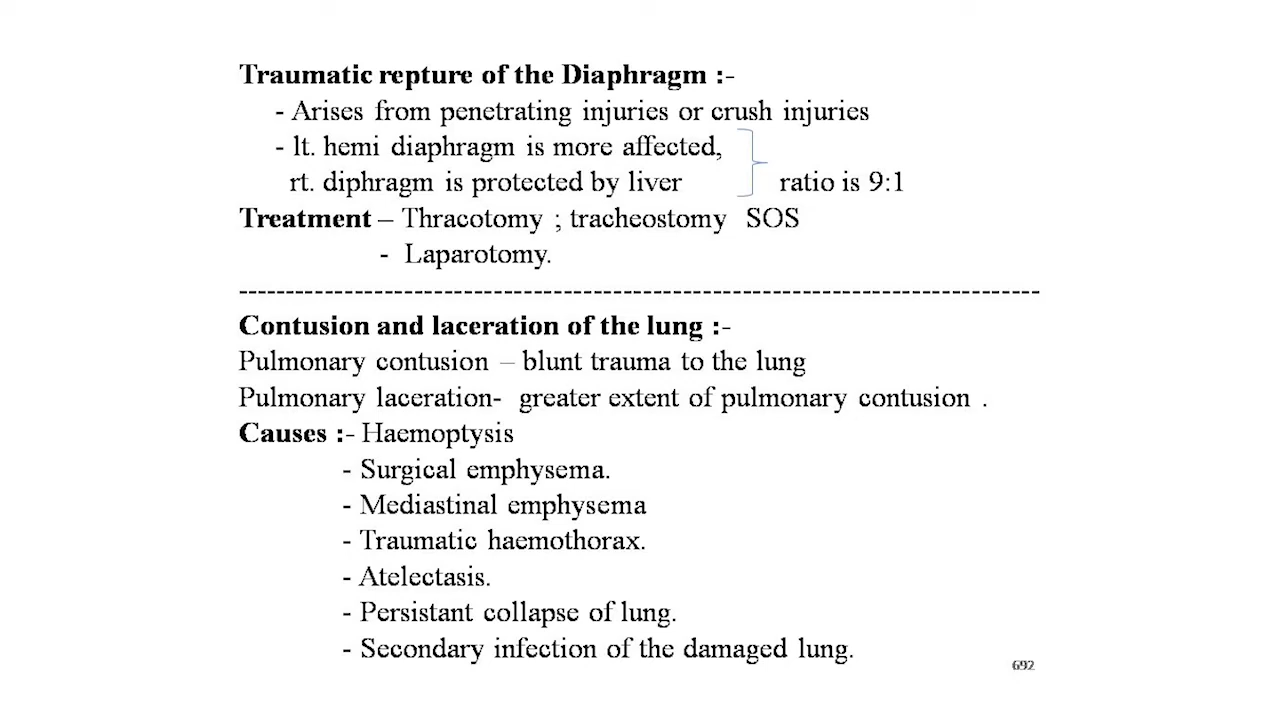 Traumatic repture of the Diaphragm :-
- Arises from penetrating injuries or crush injuries
- lt. hemi diaphragm is more affected,
rt. diphragm is protected by liver ratio is 9:1
Treatment – Thracotomy ; tracheostomy SOS
- Laparotomy.
--------------------------------------------------------------------------------
Contusion and laceration of the lung :-
Pulmonary contusion – blunt trauma to the lung
Pulmonary laceration- greater extent of pulmonary contusion .
Causes :- Haemoptysis
- Surgical emphysema.
- Mediastinal emphysema
- Traumatic haemothorax.
- Atelectasis.
- Persistant collapse of lung.
- Secondary infection of the damaged lung.
692